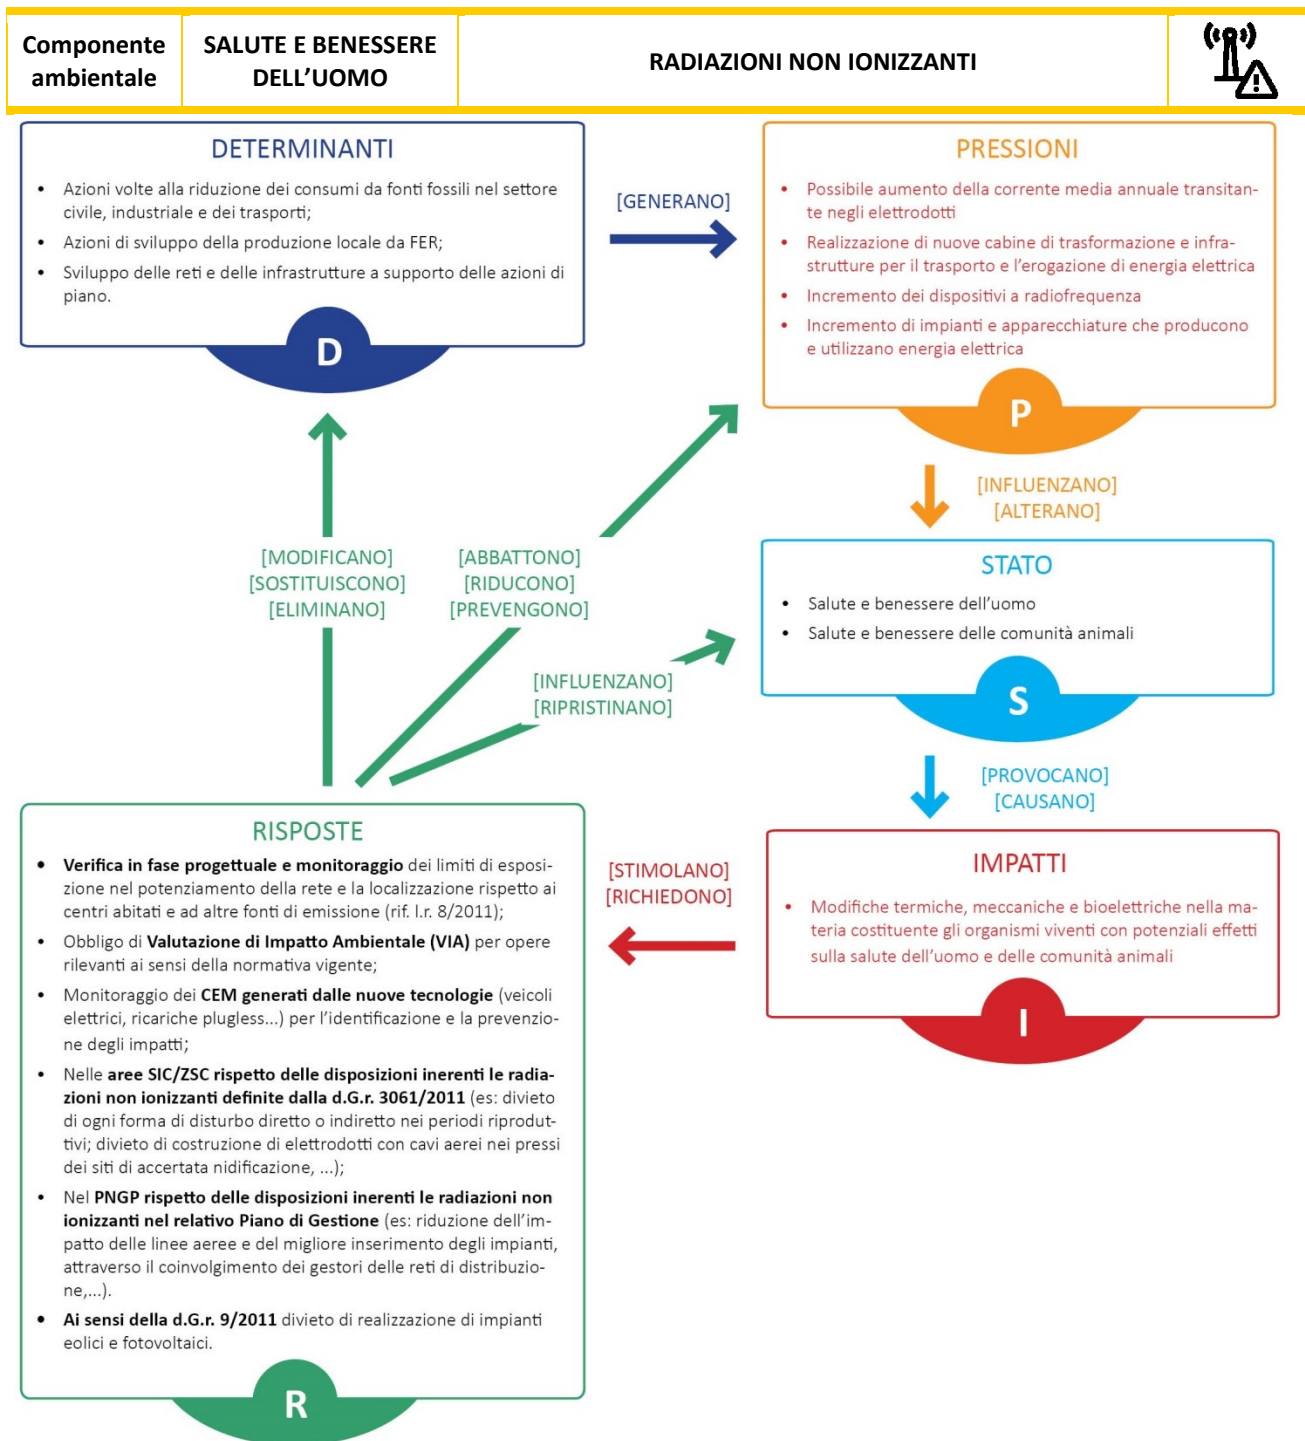 Componente
ambientale
SALUTE E BENESSERE
DELL’UOMO
RADIAZIONI NON IONIZZANTI
DETERMINANTI
• Azioni volte alla riduzione dei consumi da fonti fossili nel settore
civile, industriale e dei trasporti;
• Azioni di sviluppo della produzione locale da FER;
• Sviluppo delle reti e delle infrastrutture a supporto delle azioni di
piano.
D
[GENERANO]
PRESSIONI
• Possibile aumento della corrente media annuale transitan-
te negli elettrodotti
• Realizzazione di nuove cabine di trasformazione e infra-
strutture per il trasporto e l’erogazione di energia elettrica
• Incremento dei dispositivi a radiofrequenza
• Incremento di impianti e apparecchiature che producono
e utilizzano energia elettrica
P
[INFLUENZANO]
[ALTERANO]
[MODIFICANO]
[SOSTITUISCONO]
[ELIMINANO]
[ABBATTONO]
[RIDUCONO]
[PREVENGONO]
[INFLUENZANO]
[RIPRISTINANO]
STATO
• Salute e benessere dell’uomo
• Salute e benessere delle comunità animali
S
[PROVOCANO]
[CAUSANO]
IMPATTI
• Modifiche termiche, meccaniche e bioelettriche nella ma-
teria costituente gli organismi viventi con potenziali effetti
sulla salute dell’uomo e delle comunità animali
I
[STIMOLANO]
[RICHIEDONO]
RISPOSTE
• Verifica in fase progettuale e monitoraggio dei limiti di esposi-
zione nel potenziamento della rete e la localizzazione rispetto ai
centri abitati e ad altre fonti di emissione (rif. l.r. 8/2011);
• Obbligo di Valutazione di Impatto Ambientale (VIA) per opere
rilevanti ai sensi della normativa vigente;
• Monitoraggio dei CEM generati dalle nuove tecnologie (veicoli
elettrici, ricariche plugless...) per l’identificazione e la prevenzio-
ne degli impatti;
• Nelle aree SIC/ZSC rispetto delle disposizioni inerenti le radia-
zioni non ionizzanti definite dalla d.G.r. 3061/2011 (es: divieto
di ogni forma di disturbo diretto o indiretto nei periodi riprodut-
tivi; divieto di costruzione di elettrodotti con cavi aerei nei pressi
dei siti di accertata nidificazione, ...);
• Nel PNGP rispetto delle disposizioni inerenti le radiazioni non
ionizzanti nel relativo Piano di Gestione (es: riduzione dell’im-
patto delle linee aeree e del migliore inserimento degli impianti,
attraverso il coinvolgimento dei gestori delle reti di distribuzio-
ne,...).
• Ai sensi della d.G.r. 9/2011 divieto di realizzazione di impianti
eolici e fotovoltaici.
R